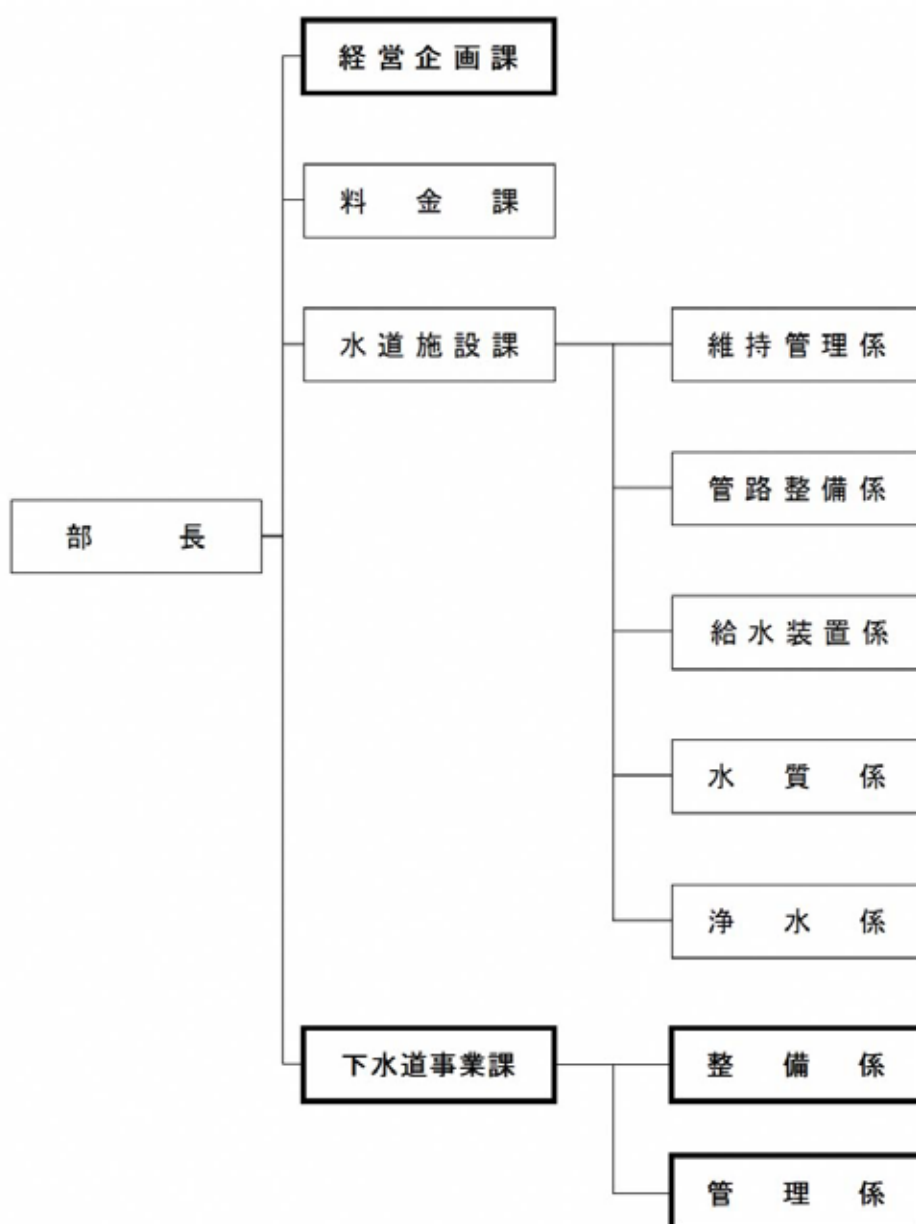 経営企画課
料金課
水道施設課
維持管理係
管路整備係
部長
給水装置係
水質係
浄水係
下水道事業課
整備係
管理係